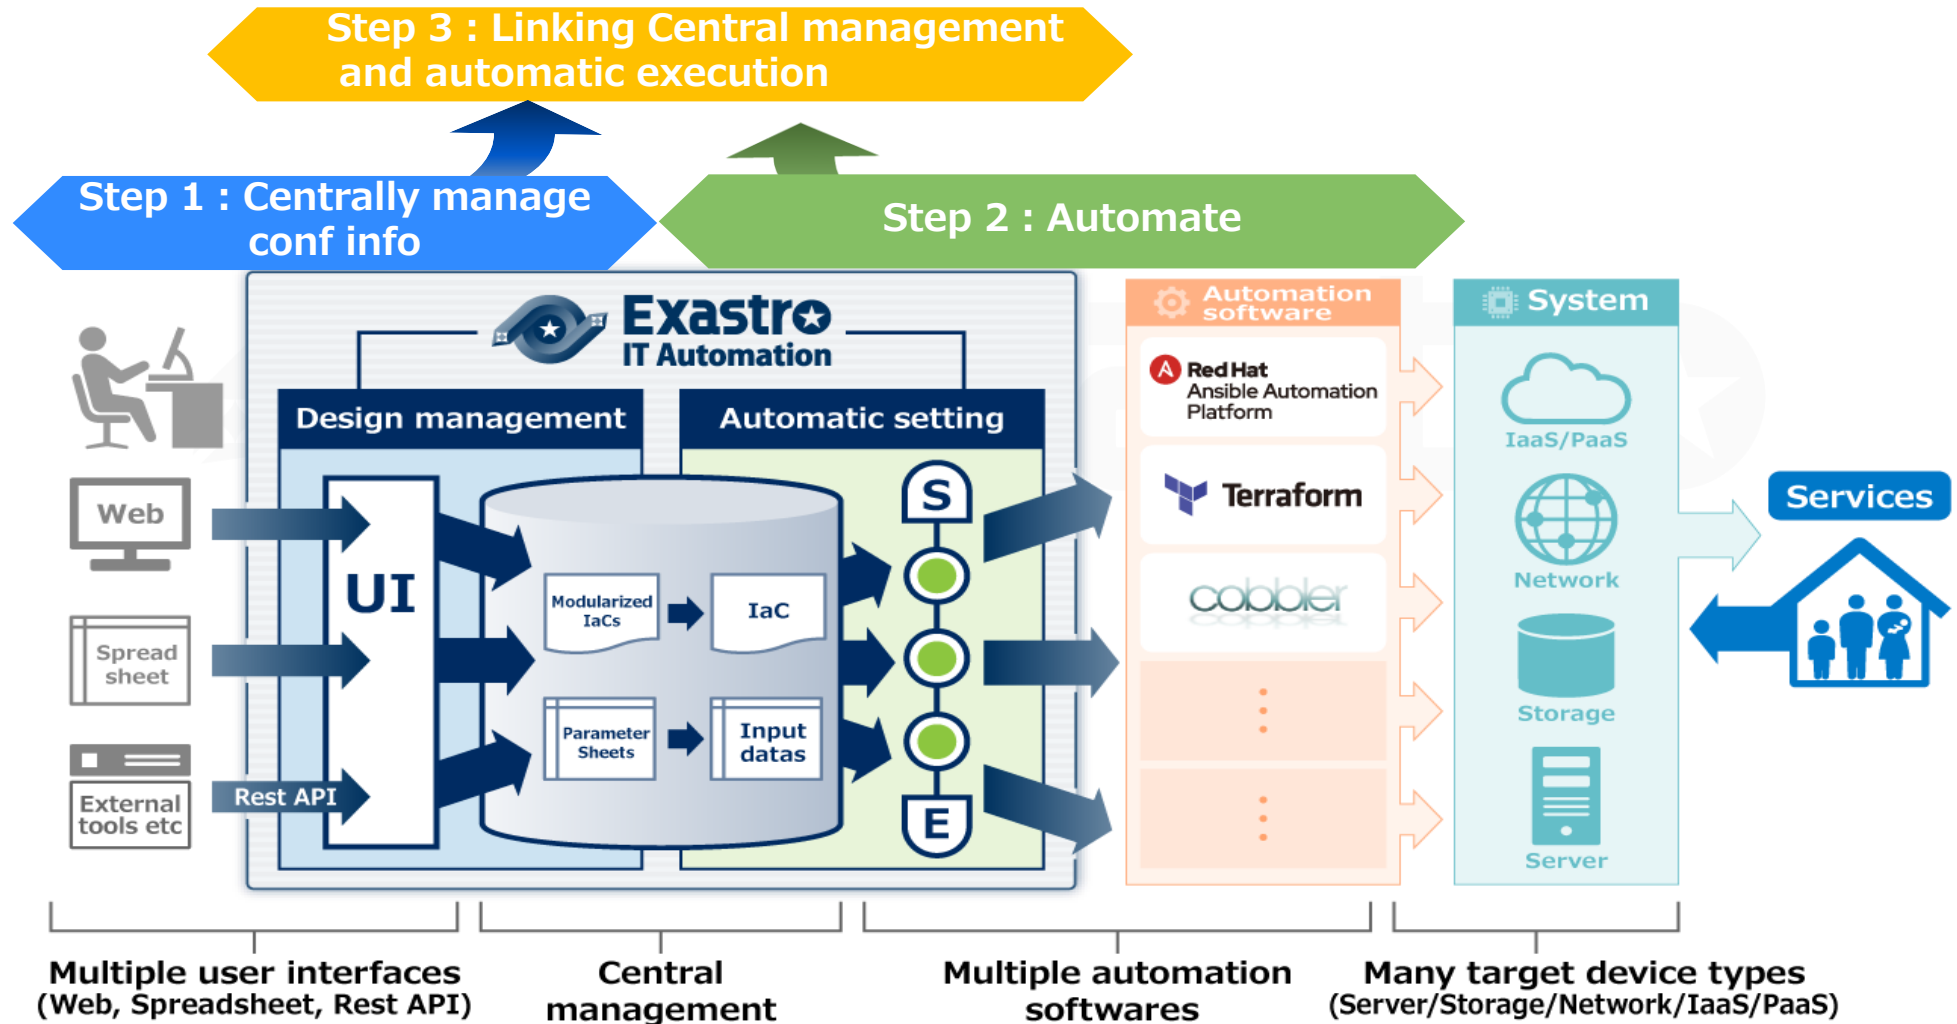 Step 3 : Linking Central management
and automatic execution
Step 1 : Centrally manage
conf info
Step 2 : Automate
Exastro
IT Automation
Design management
Automatic setting
Automation
software
System
Red Hat
Ansible Automation
Platform
Terraform
cobbler
IaaS/PaaS
Network
Storage
Server
Services
Web
Spread
sheet
External
tools etc
Rest API
UI
Modularized
IaCs
IaC
Parameter
Sheets
Input
datas
S
E
Multiple user interfaces
(Web, Spreadsheet, Rest API)
Central
management
Multiple automation
softwares
Many target device types
(Server/Storage/Network/IaaS/PaaS)